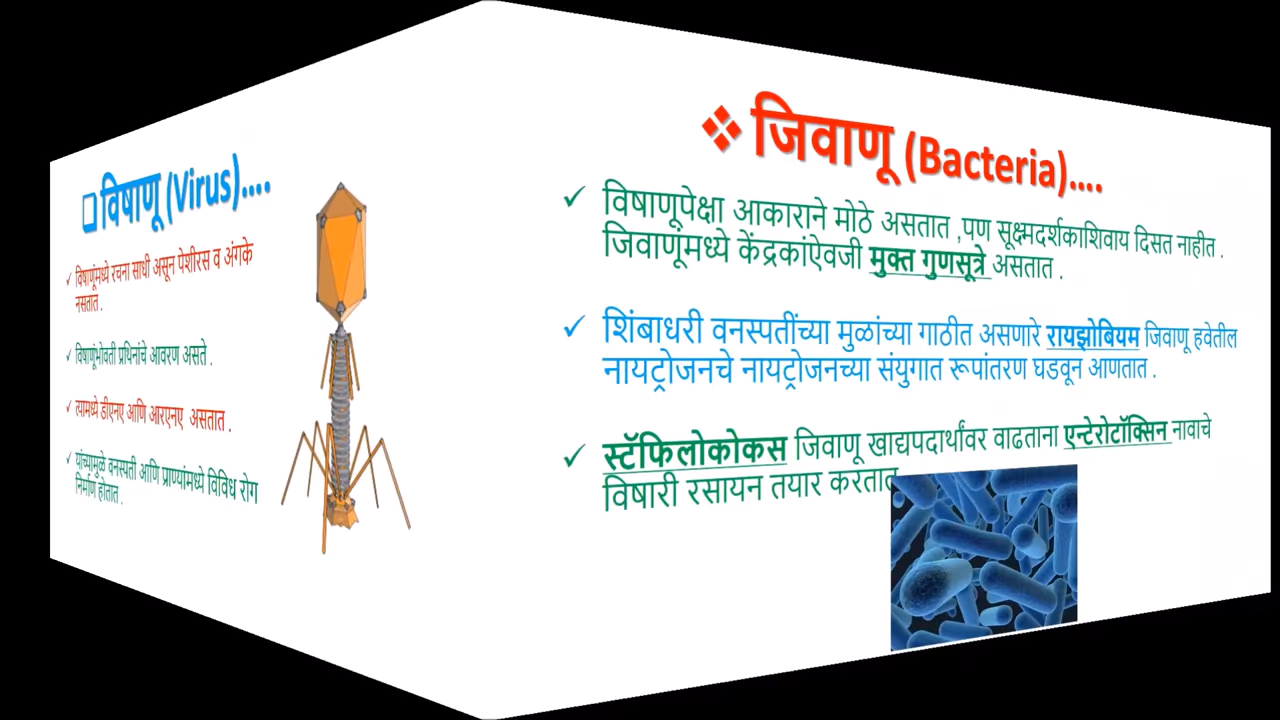 ❑विषाणू (Virus)....
✓ विषाणूंमध्ये रचना साधी असून पेशीरस व अंगके
नसतात .
✓ विषाणूंभोवती प्रथिनांचे आवरण असते .
✓ त्यामध्ये डीएनए आणि आरएनए असतात .
✓ यांच्यामुळे वनस्पती आणि प्राण्यांमध्ये विविध रोग
निर्माण होतात .
❖ जिवाणू (Bacteria)....
✓ विषाणूपेक्षा आकाराने मोठे असतात ,पण सूक्ष्मदर्शकाशिवाय दिसत नाहीत .
जिवाणूंमध्ये केंद्रकांऐवजी मुक्त गुणसूत्रे असतात .
✓ शिंबाधरी वनस्पतींच्या मुळांच्या गाठीत असणारे रायझोबियम जिवाणू हवेतील
नायट्रोजनचे नायट्रोजनच्या संयुगात रूपांतरण घडवून आणतात .
✓ स्टॅफिलोकोकस जिवाणू खाद्यपदार्थांवर वाढताना एन्टेरोटॉक्सिन नावाचे
विषारी रसायन तयार करतात